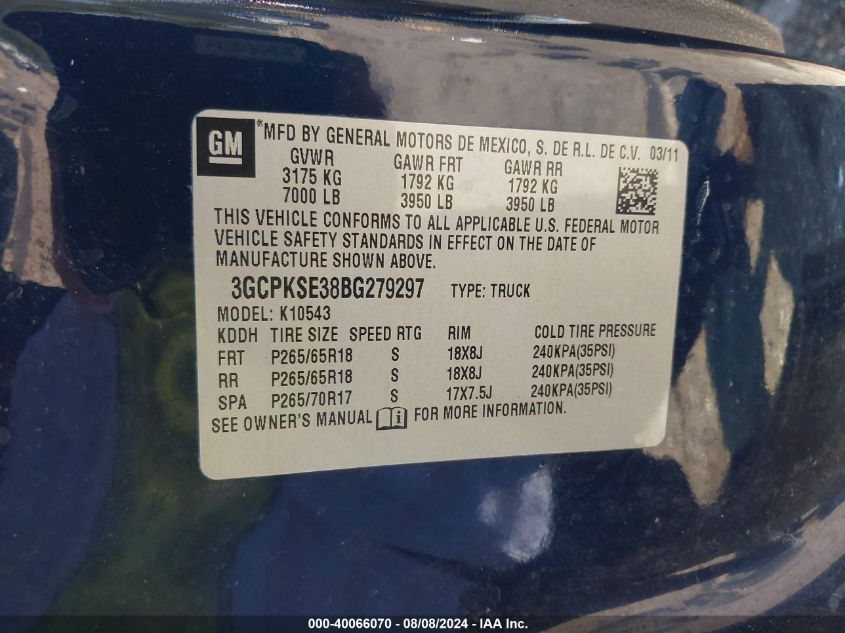 GM *MFD BY GENERAL MOTORS DE MEXICO, S. DE R.L. DE C.V. 03/11
GVWR GAWR FRT GAWR RR
3175 KG 1792 KG 1792 KG
7000 LB 3950 LB 3950 LB
THIS VEHICLE CONFORMS TO ALL APPLICABLE U.S. FEDERAL MOTOR
VEHICLE SAFETY STANDARDS IN EFFECT ON THE DATE OF
MANUFACTURE SHOWN ABOVE.
3GCPKSE38BG279297 TYPE: TRUCK
MODEL: K10543
KDDH TIRE SIZE SPEED RTG RIM COLD TIRE PRESSURE
FRT P265/65R18 S 18X8J 240KPA(35PSI)
RR P265/65R18 S 18X8J 240KPA(35PSI)
SPA P265/70R17 S 17X7.5J 240KPA(35PSI)
SEE OWNER'S MANUAL i FOR MORE INFORMATION.
000-40066070 - 08/08/2024 - IAA, Inc.